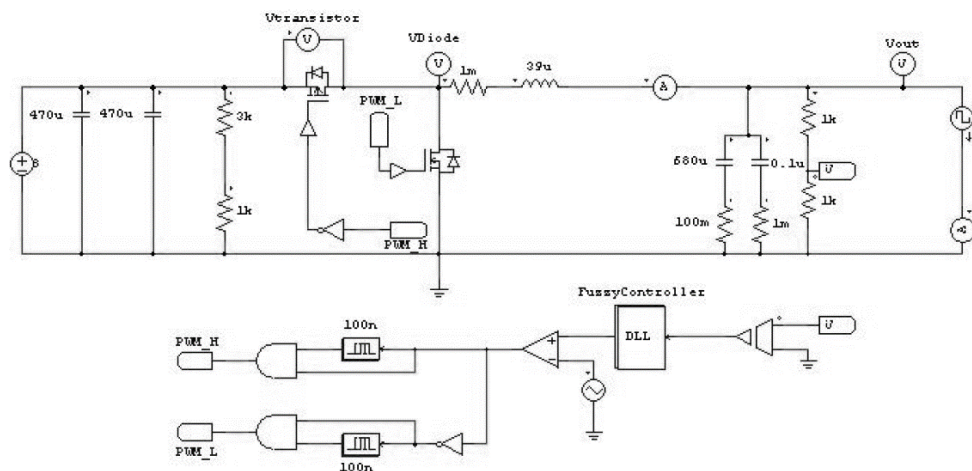 Vtransistor
V
VDiode
V
1m
39u
A
Vout
V
470u
470u
3k
PWM_L
1k
680u
0.1u
V
8
1k
1k
100m
1m
A
PWM_H
FuzzyController
DLL
V
100n
PWM_H
PWM_L
100n